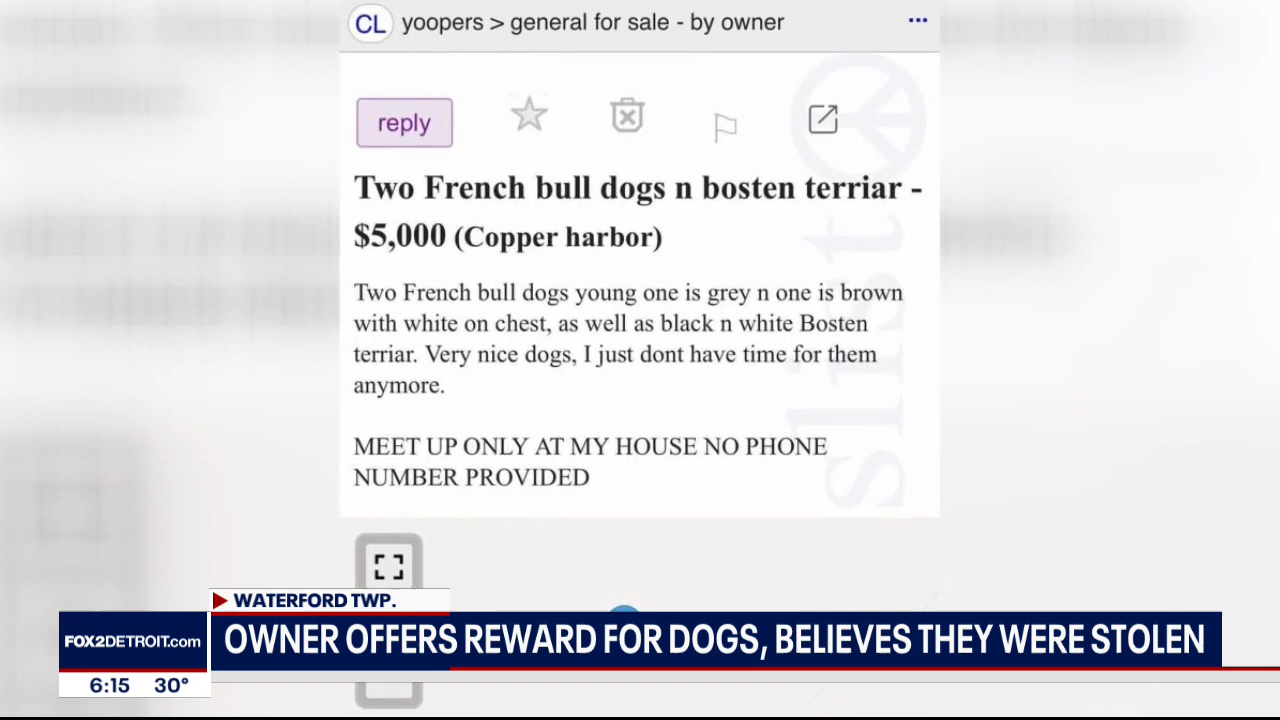 CL yoopers > general for sale - by owner
reply
Two French bull dogs n bosten terriar -
$5,000 (Copper harbor)
Two French bull dogs young one is grey n one is brown
with white on chest, as well as black n white Bosten
terriar. Very nice dogs, I just dont have time for them
anymore.
MEET UP ONLY AT MY HOUSE NO PHONE
NUMBER PROVIDED
slist
WATERFORD TWP.
FOX2DETROIT.com
OWNER OFFERS REWARD FOR DOGS, BELIEVES THEY WERE STOLEN
6:15 30°